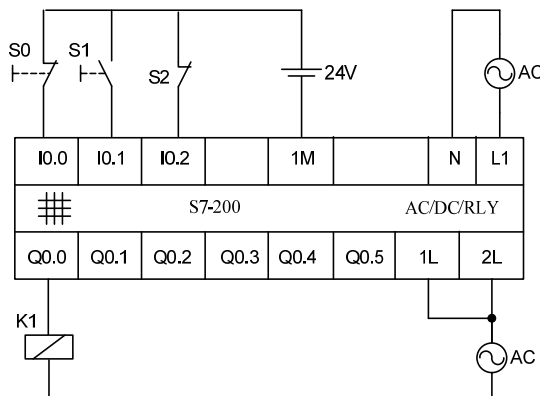 S0 S1 S2 24V AC
I0.0 I0.1 I0.2 1M N L1
S7-200 AC/DC/RLY
Q0.0 Q0.1 Q0.2 Q0.3 Q0.4 Q0.5 1L 2L
K1 AC